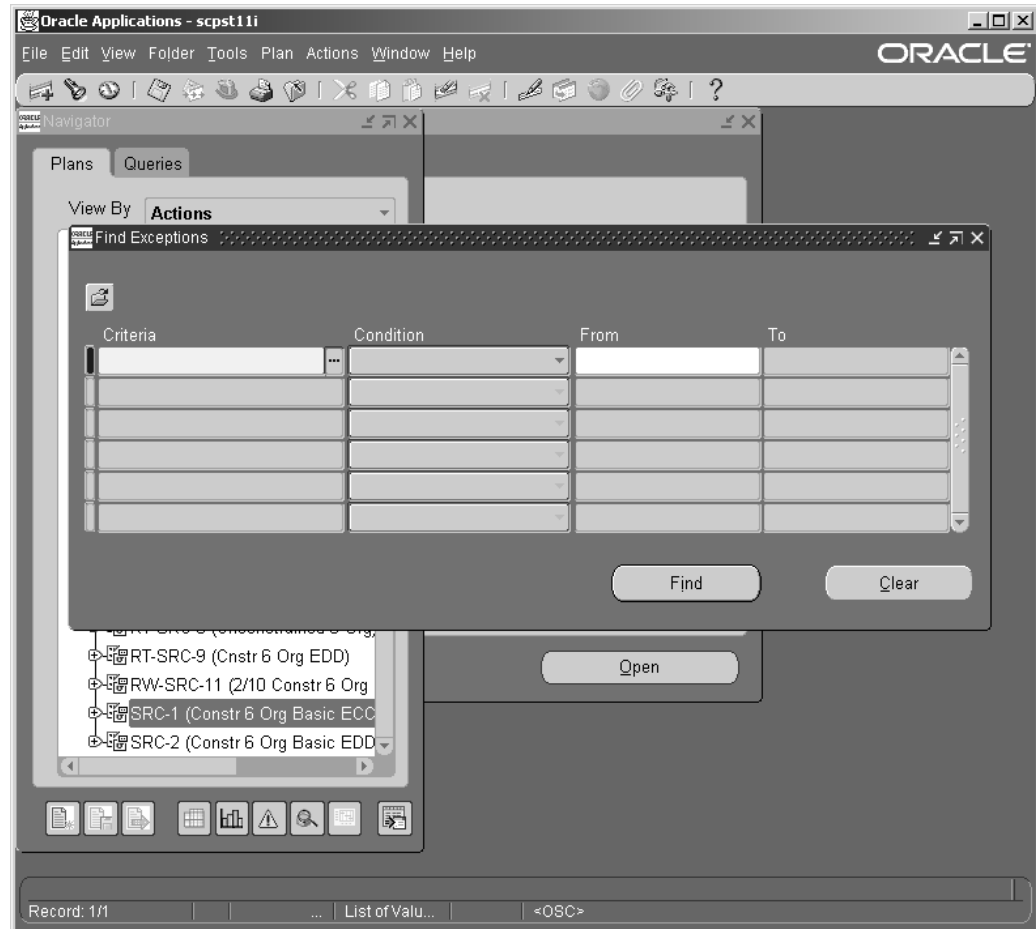 Oracle Applications - scpst11i
File Edit View Folder Tools Plan Actions Window Help
ORACLE
Navigator
Plans
Queries
View By
Actions
Find Exceptions
Criteria
Condition
From
To
Find
Clear
RT-SRC-9 (Cnstr 6 Org EDD)
RW-SRC-11 (2/10 Constr 6 Org
SRC-1 (Constr 6 Org Basic ECC
SRC-2 (Constr 6 Org Basic EDD
Open
Record: 1/1
...
List of Valu...
<OSC>